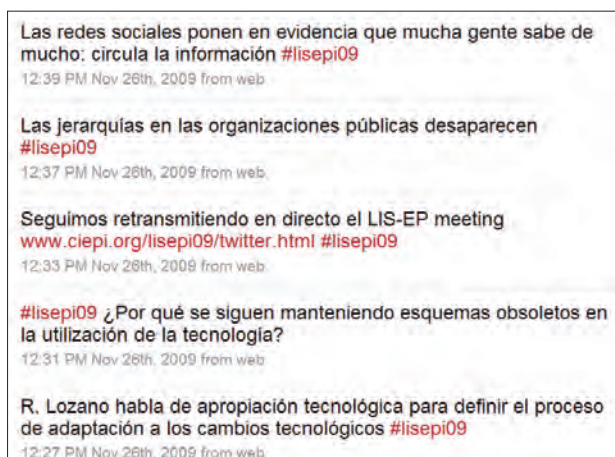 Las redes sociales ponen en evidencia que mucha gente sabe de
mucho: circula la información #lisepi09
12:39 PM Nov 26th, 2009 from web
Las jerarquías en las organizaciones públicas desaparecen
#lisepi09
12:37 PM Nov 26th, 2009 from web
Seguimos retransmitiendo en directo el LIS-EP meeting
www.ciepi.org/lisepi09/twitter.html #lisepi09
12:33 PM Nov 26th, 2009 from web
#lisepi09 ¿Por qué se siguen manteniendo esquemas obsoletos en
la utilización de la tecnología?
12:31 PM Nov 26th, 2009 from web
R. Lozano habla de apropiación tecnológica para definir el proceso
de adaptación a los cambios tecnológicos #lisepi09
12:27 PM Nov 26th, 2009 from web